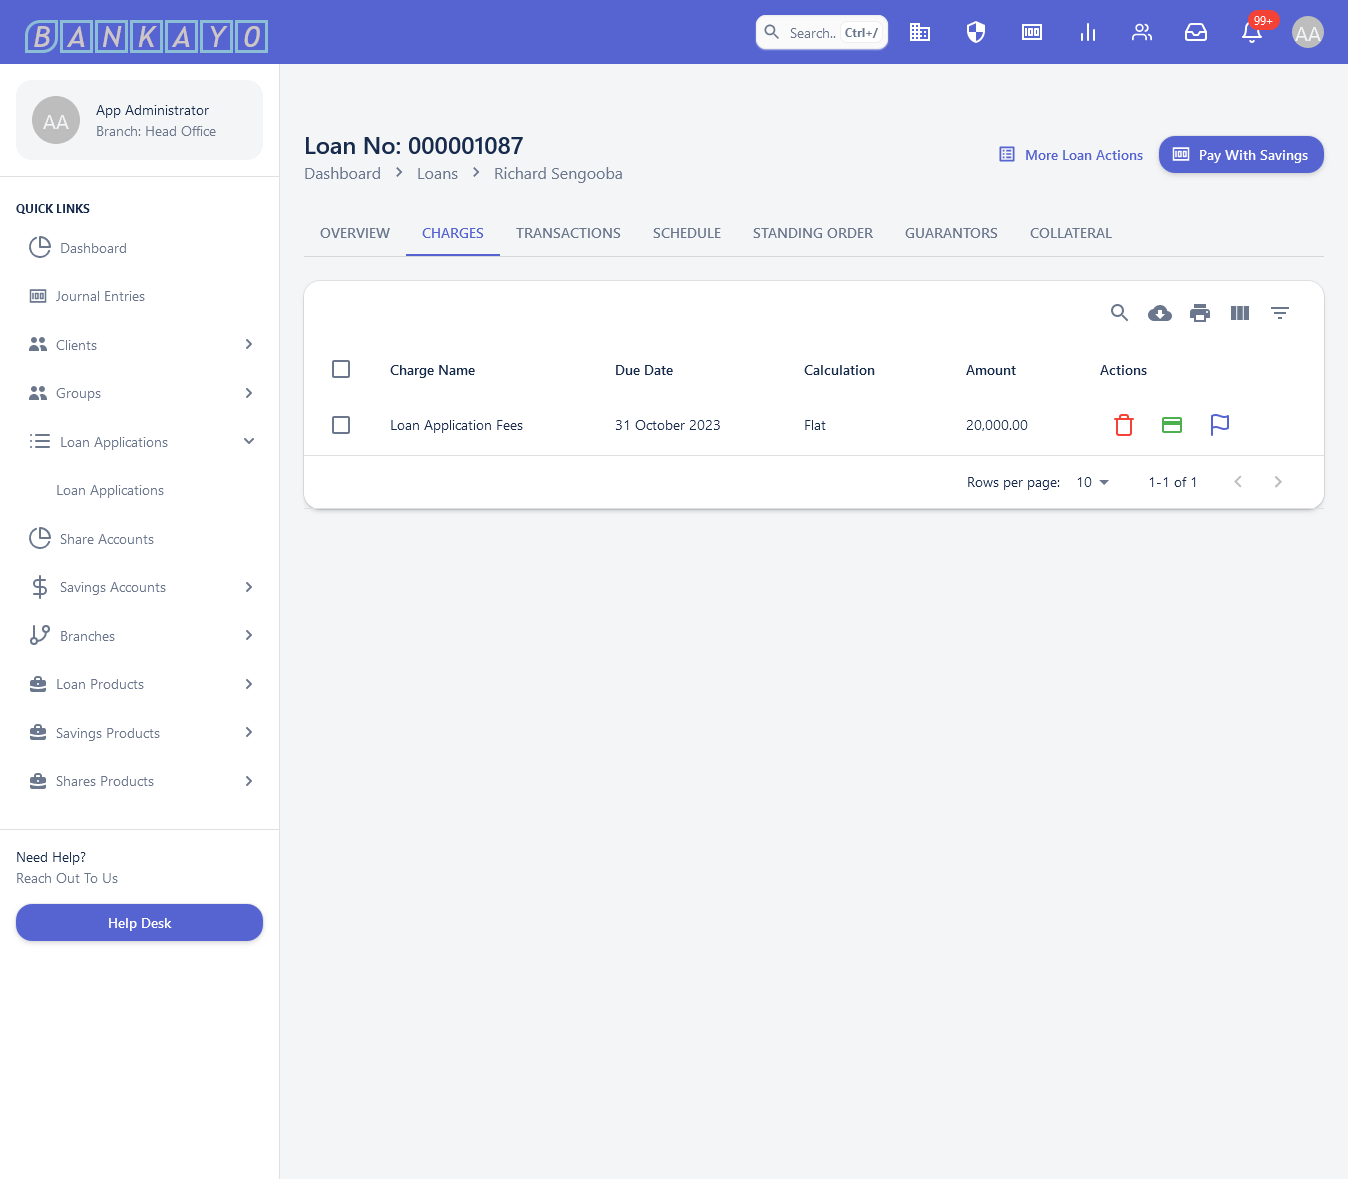 BANKAYO
Search.. Ctrl+/
99+
AA
AA
App Administrator
Branch: Head Office
QUICK LINKS
Dashboard
Journal Entries
Clients
Groups
Loan Applications
Loan Applications
Share Accounts
Savings Accounts
Branches
Loan Products
Savings Products
Shares Products
Need Help?
Reach Out To Us
Help Desk
Loan No: 000001087
Dashboard > Loans > Richard Sengooba
More Loan Actions
Pay With Savings
OVERVIEW CHARGES TRANSACTIONS SCHEDULE STANDING ORDER GUARANTORS COLLATERAL
Charge Name Due Date Calculation Amount Actions
Loan Application Fees 31 October 2023 Flat 20,000.00
Rows per page: 10 1-1 of 1